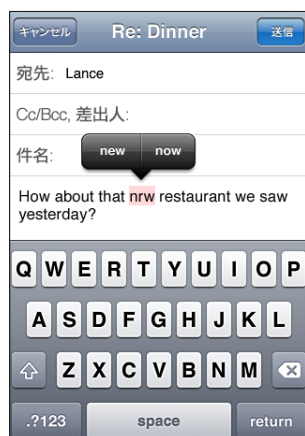 キャンセル Re: Dinner 送信
宛先: Lance
Cc/Bcc, 差出人:
件名:
new now
How about that nrw restaurant we saw
yesterday?
Q W E R T Y U I O P
A S D F G H J K L
Z X C V B N M
.?123 space return